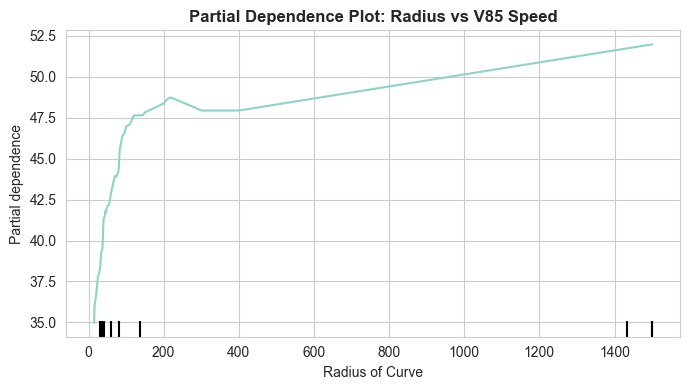 Partial Dependence Plot: Radius vs V85 Speed
Partial dependence
52.5
50.0
47.5
45.0
42.5
40.0
37.5
35.0
0 200 400 600 800 1000 1200 1400
Radius of Curve